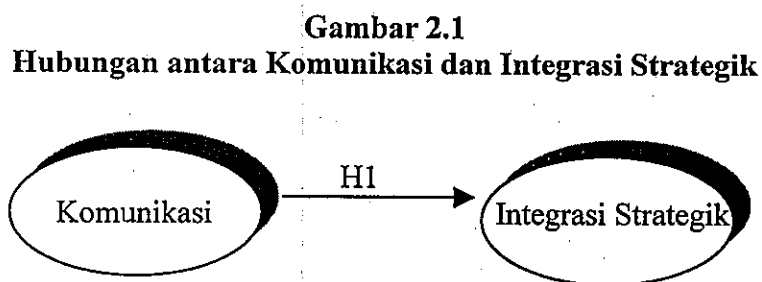 Gambar 2.1
Hubungan antara Komunikasi dan Integrasi Strategik
H1
Komunikasi
Integrasi Strategik